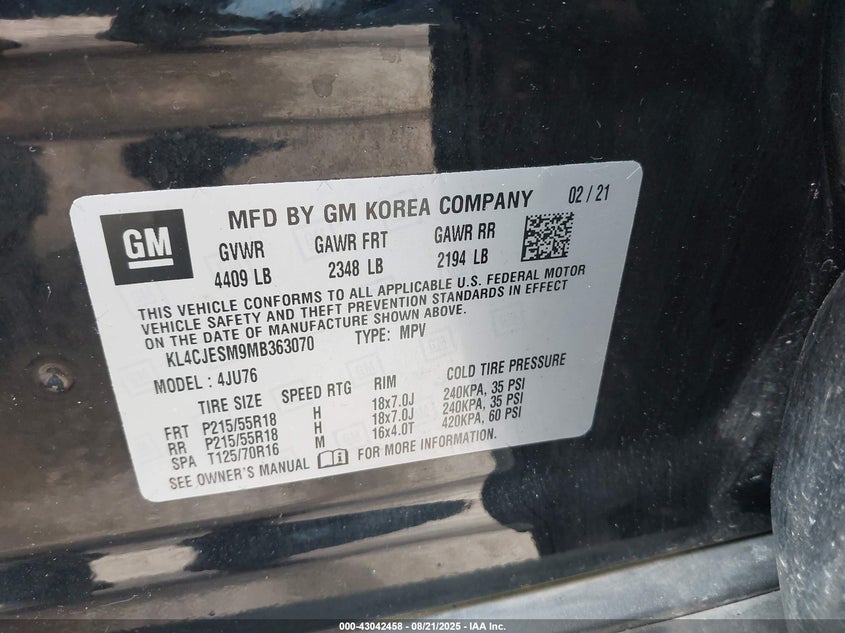 GM
MFD BY GM KOREA COMPANY 02 / 21
GVWR GAWR FRT GAWR RR
4409 LB 2348 LB 2194 LB
THIS VEHICLE CONFORMS TO ALL APPLICABLE U.S. FEDERAL MOTOR
VEHICLE SAFETY AND THEFT PREVENTION STANDARDS IN EFFECT
ON THE DATE OF MANUFACTURE SHOWN ABOVE.
KL4CJESM9MB363070 TYPE: MPV
MODEL : 4JU76
TIRE SIZE SPEED RTG RIM COLD TIRE PRESSURE
FRT P215/55R18 H 18x7.0J 240KPA, 35 PSI
RR P215/55R18 H 18x7.0J 240KPA, 35 PSI
SPA T125/70R16 M 16x4.0T 420KPA, 60 PSI
SEE OWNER'S MANUAL FOR MORE INFORMATION.
000-43042458 - 08/21/2025 - IAA Inc.